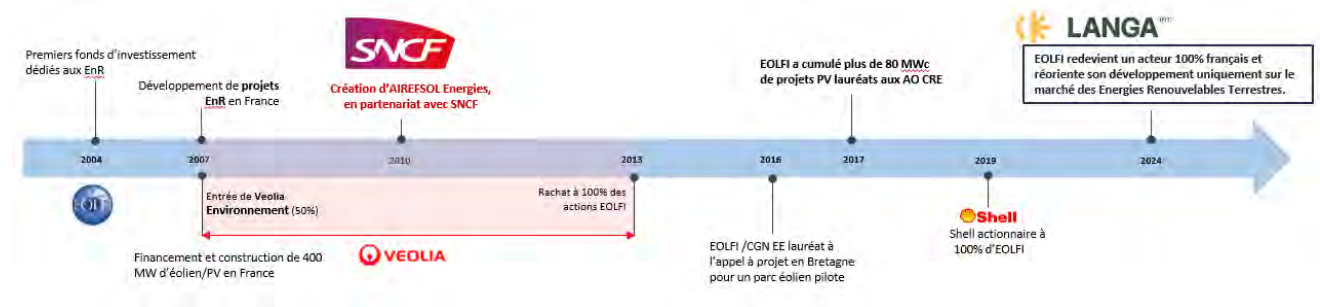 Premiers fonds d'investissement
dédiés aux EnR
Développement de projets
EnR en France
SNCF
Création d'AIREFSOL Energies,
en partenariat avec SNCF
EOLFI a cumulé plus de 80 MWc
de projets PV lauréats aux AO CRE
LANGA
EOLFI redevient un acteur 100% français et
réoriente son développement uniquement sur le
marché des Energies Renouvelables Terrestres.
2004
2007
2010
2013
2016
2017
2019
2024
EOLFI
Entrée de Veolia
Environnement (50%)
Rachat à 100% des
actions EOLFI
Financement et construction de 400
MW d'éolien/PV en France
VEOLIA
EOLFI /CGN EE lauréat à
l'appel à projet en Bretagne
pour un parc éolien pilote
Shell
Shell actionnaire à
100% d'EOLFI